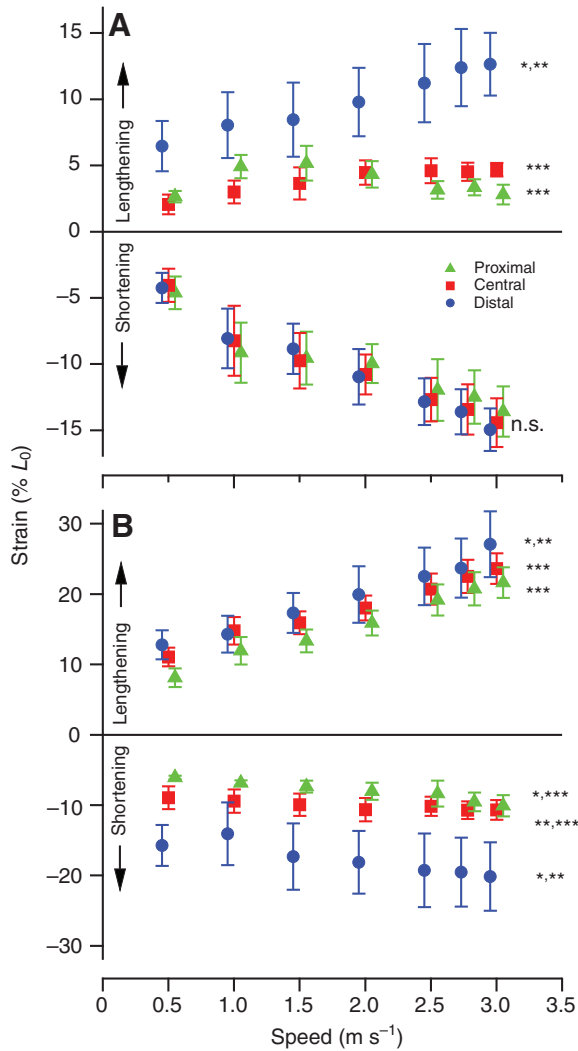 A
15
10
5
0
−5
−10
−15
Lengthening
Shortening
*,**
***
***
Proximal
Central
Distal
n.s.
Strain (% L0)
B
30
20
10
0
−10
−20
−30
Lengthening
Shortening
*,**
***
***
*,***
**,***
*,**
0 0.5 1.0 1.5 2.0 2.5 3.0 3.5
Speed (m s−1)